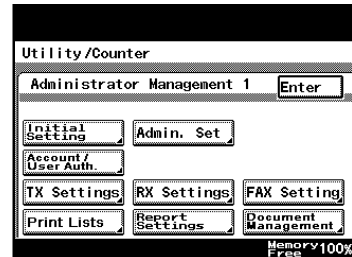 Utility/Counter
Administrator Management 1
Enter
Initial
Setting
Admin. Set
Account/
User Auth.
TX Settings
RX Settings
FAX Setting
Print Lists
Report
Settings
Document
Management
Memory
Free 100%